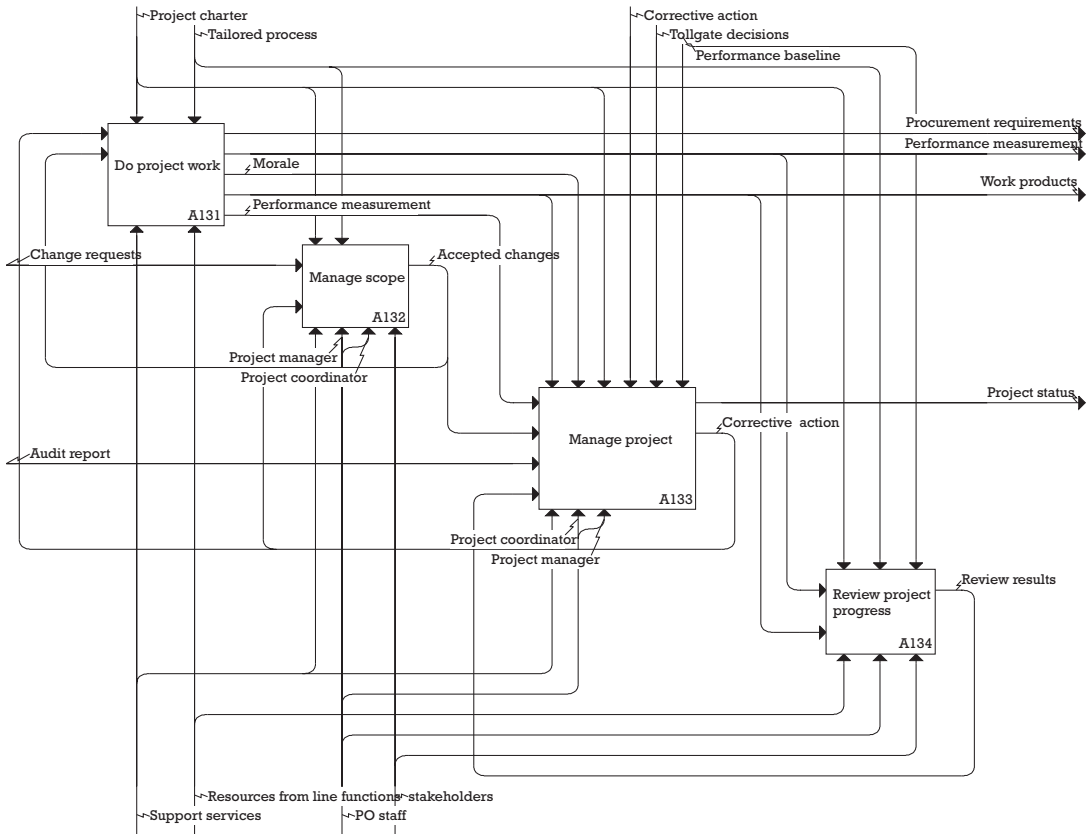 Project charter
Corrective action
Tailored process
Tollgate decisions
Performance baseline
Procurement requirements
Performance measurement
Do project work
Morale
Work products
A131
Performance measurement
Change requests
Accepted changes
Manage scope
A132
Project manager
Project coordinator
Project status
Corrective action
Manage project
Audit report
A133
Project coordinator
Project manager
Review results
Review project
progress
A134
Resources from line functions
stakeholders
Support services
PO staff